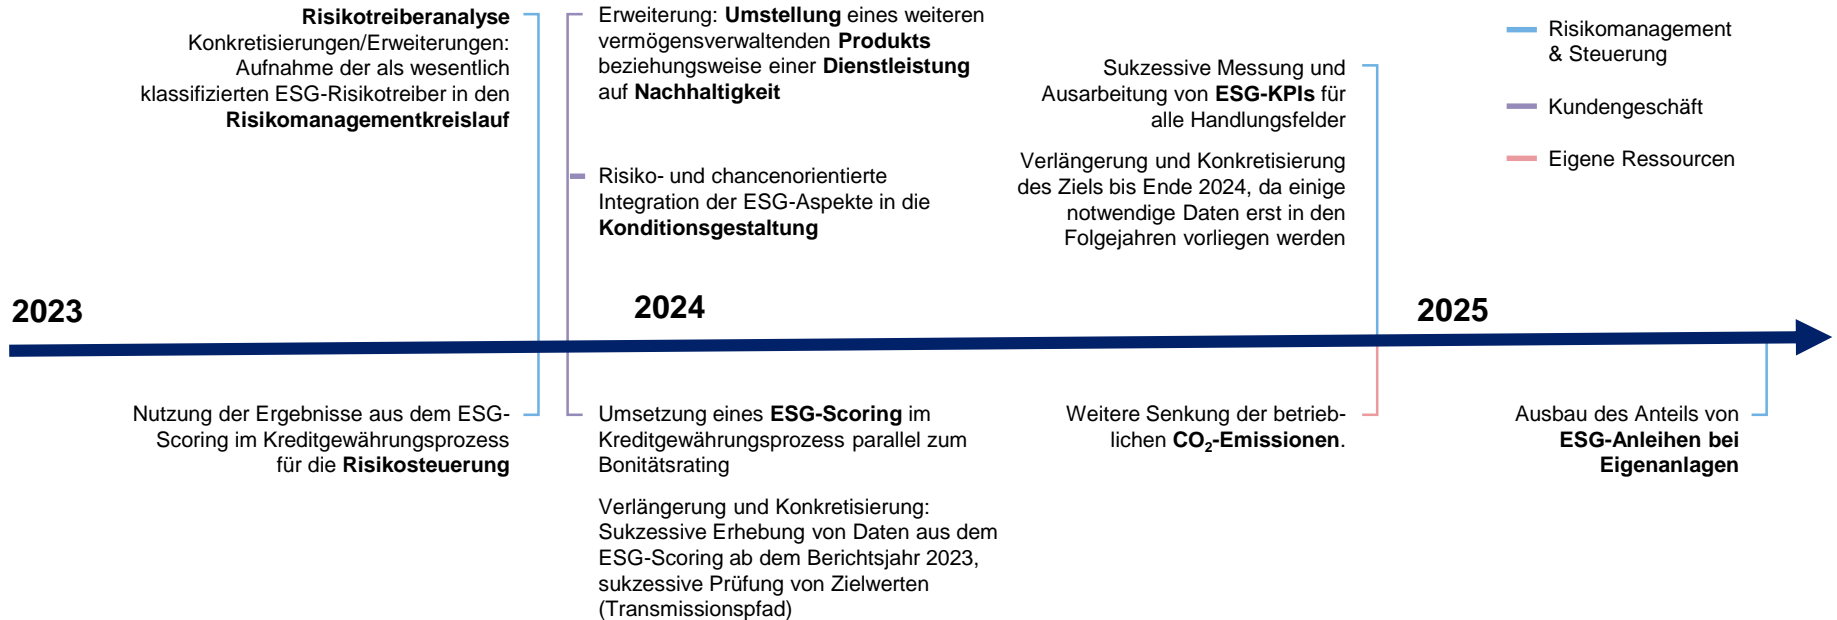 Risikotreiberanalyse
Konkretisierungen/Erweiterungen:
Aufnahme der als wesentlich
klassifizierten ESG-Risikotreiber in den
Risikomanagementkreislauf
Erweiterung: Umstellung eines weiteren
vermögensverwaltenden Produkts
beziehungsweise einer Dienstleistung
auf Nachhaltigkeit
Risiko- und chancenorientierte
Integration der ESG-Aspekte in die
Konditionsgestaltung
Sukzessive Messung und
Ausarbeitung von ESG-KPIs für
alle Handlungsfelder
Verlängerung und Konkretisierung
des Ziels bis Ende 2024, da einige
notwendige Daten erst in den
Folgejahren vorliegen werden
Risikomanagement
& Steuerung
Kundengeschäft
Eigene Ressourcen
2023
2024
2025
Nutzung der Ergebnisse aus dem ESG-
Scoring im Kreditgewährungsprozess
für die Risikosteuerung
Umsetzung eines ESG-Scoring im
Kreditgewährungsprozess parallel zum
Bonitätsrating
Verlängerung und Konkretisierung:
Sukzessive Erhebung von Daten aus dem
ESG-Scoring ab dem Berichtsjahr 2023,
sukzessive Prüfung von Zielwerten
(Transmissionspfad)
Weitere Senkung der betrieb-
lichen CO₂-Emissionen.
Ausbau des Anteils von
ESG-Anleihen bei
Eigenanlagen